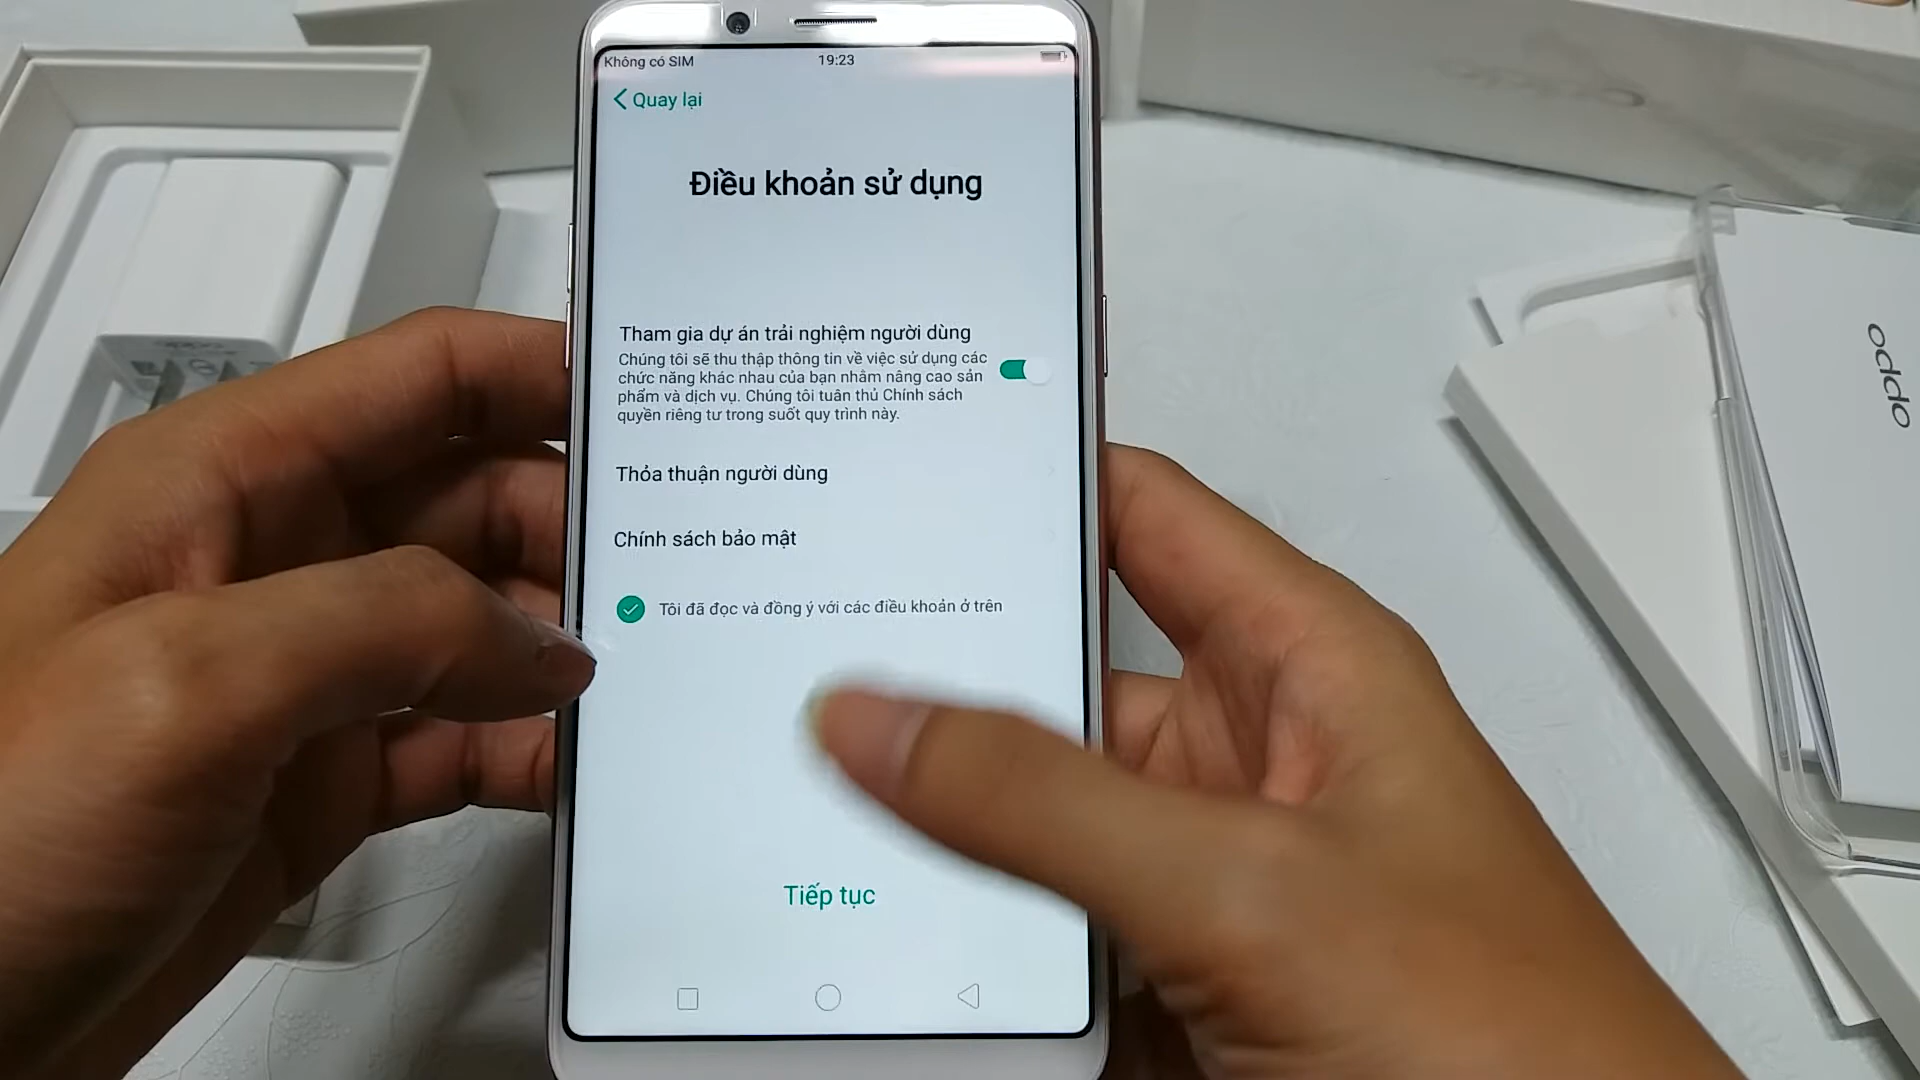 Không có SIM
19:23
Quay lại
Điều khoản sử dụng
Tham gia dự án trải nghiệm người dùng
Chúng tôi sẽ thu thập thông tin về việc sử dụng các
chức năng khác nhau của bạn nhằm nâng cao sản
phẩm và dịch vụ. Chúng tôi tuân thủ Chính sách
quyền riêng tư trong suốt quy trình này.
Thỏa thuận người dùng
Chính sách bảo mật
Tôi đã đọc và đồng ý với các điều khoản ở trên
Tiếp tục
oppo
oppo